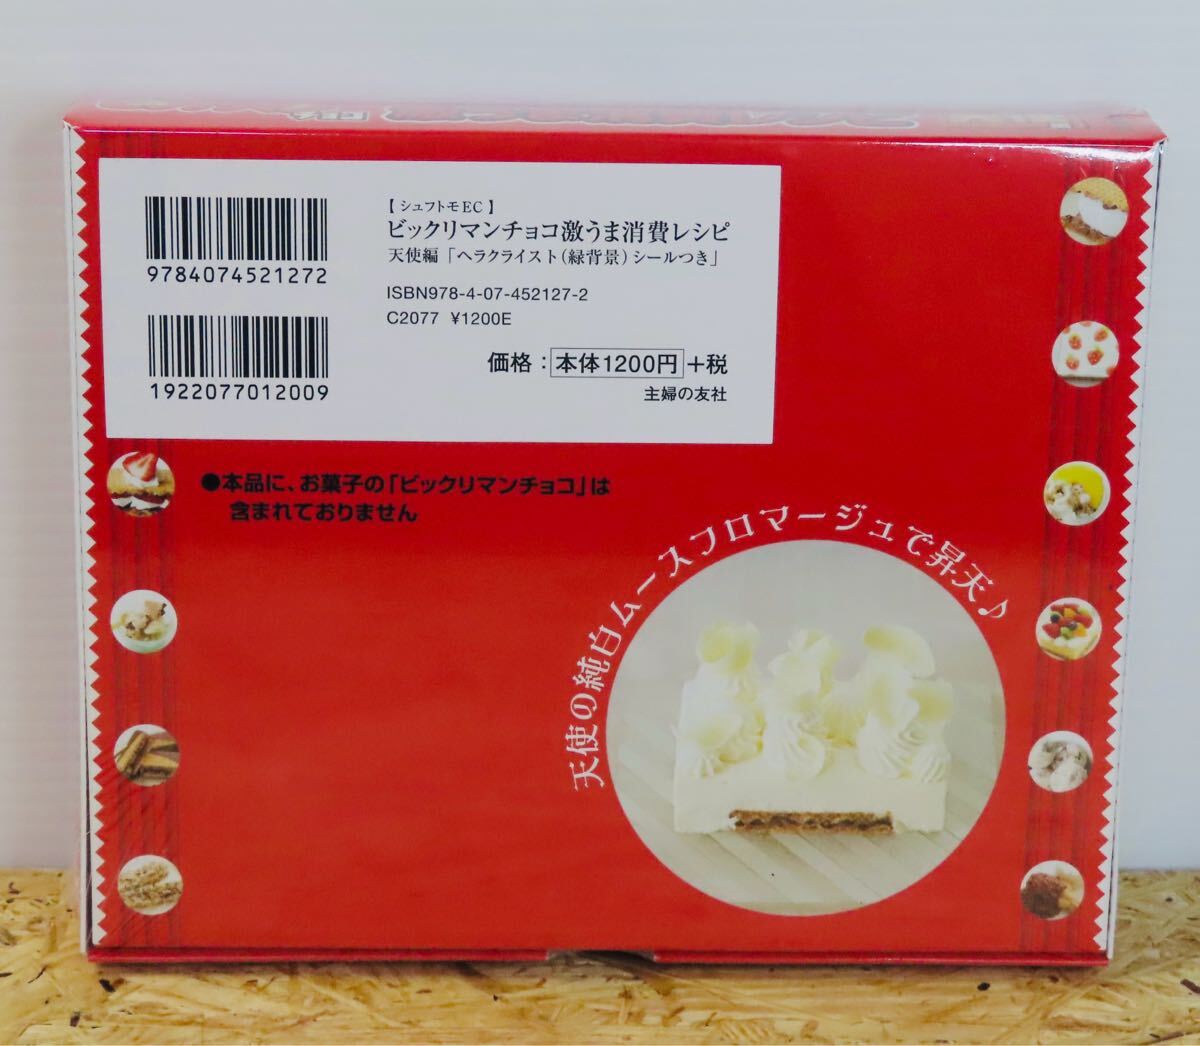 9784074521272
1922077012009
【シュフトモEC】
ビックリマンチョコ激うま消費レシピ
天使編「ヘラクライスト(緑背景)シールつき」
ISBN978-4-07-452127-2
C2077 ¥1200E
価格：本体1200円+税
主婦の友社
●本品に、お菓子の「ビックリマンチョコ」は
含まれておりません
天使の純白ムースフロマージュで昇天♪